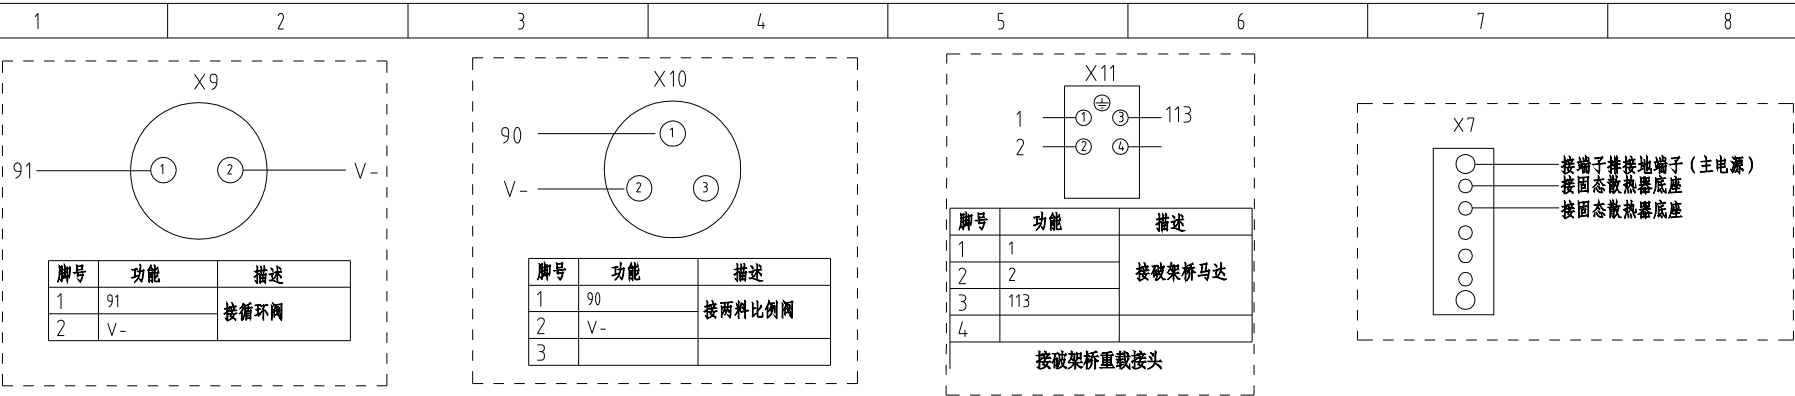 1 2 3 4 5 6 7 8
X9
91 1 2 V-
脚号 功能 描述
1 91 接循环阀
2 V-
X10
90 1
V- 2 3
脚号 功能 描述
1 90 接两料比例阀
2 V-
3
X11
1 1 3 113
2 2 4
脚号 功能 描述
1 1 接破架桥马达
2 2
3 113
4
接破架桥重载接头
X7
接端子排接地端子（主电源）
接固态散热器底座
接固态散热器底座